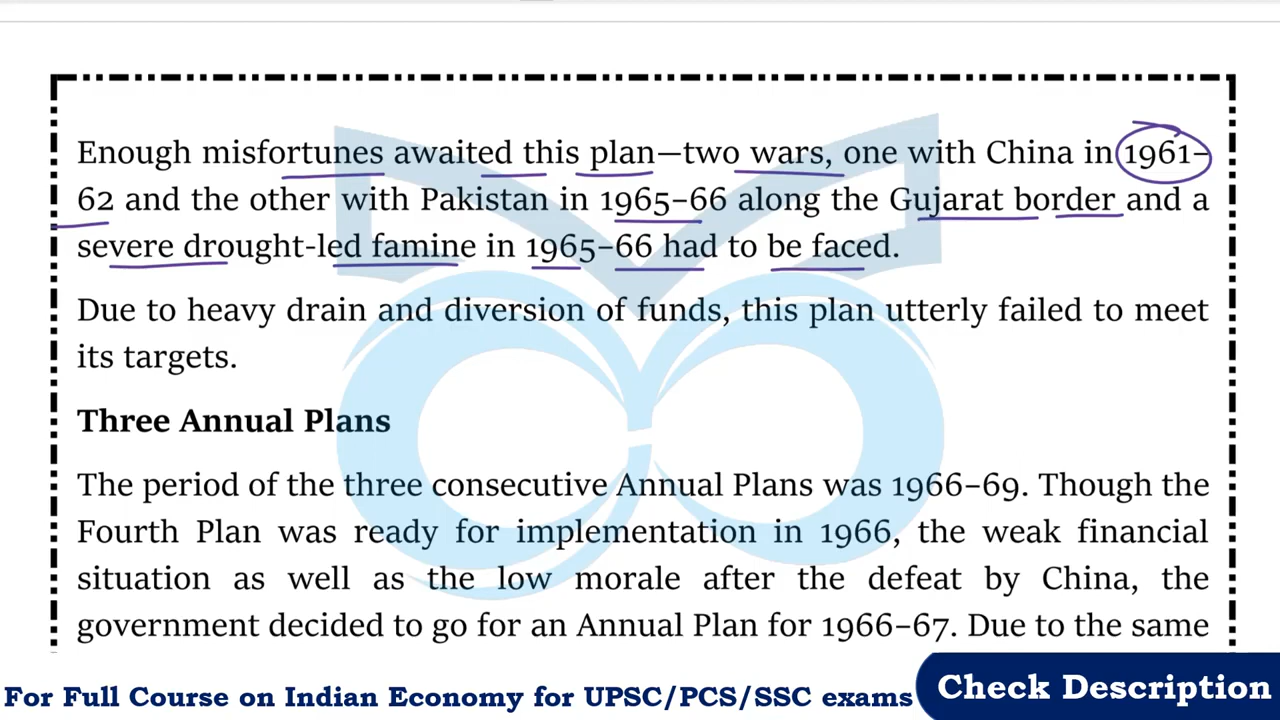 Enough misfortunes awaited this plan—two wars, one with China in 1961–
62 and the other with Pakistan in 1965–66 along the Gujarat border and a
severe drought-led famine in 1965–66 had to be faced.
Due to heavy drain and diversion of funds, this plan utterly failed to meet
its targets.
Three Annual Plans
The period of the three consecutive Annual Plans was 1966–69. Though the
Fourth Plan was ready for implementation in 1966, the weak financial
situation as well as the low morale after the defeat by China, the
government decided to go for an Annual Plan for 1966–67. Due to the same
For Full Course on Indian Economy for UPSC/PCS/SSC exams
Check Description